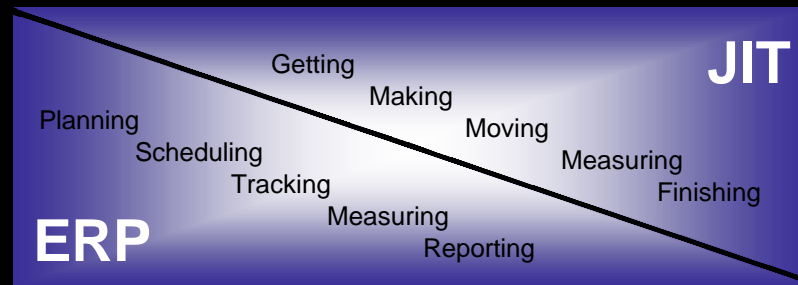 JIT
Getting
Making
Moving
Measuring
Finishing
Planning
Scheduling
Tracking
Measuring
Reporting
ERP